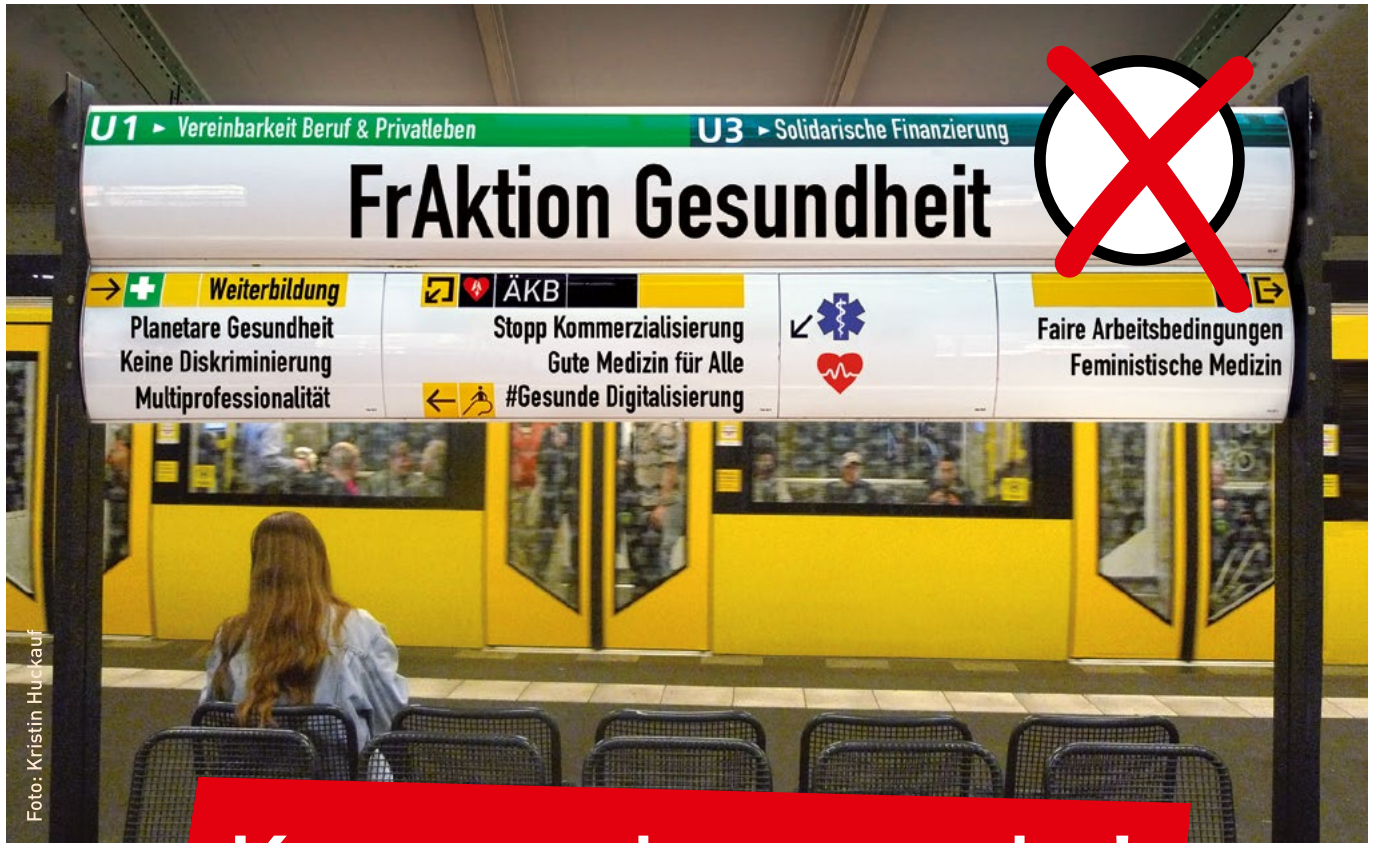 U1 ► Vereinbarkeit Beruf & Privatleben
U3 ► Solidarische Finanzierung
FrAktion Gesundheit
Weiterbildung
Planetare Gesundheit
Keine Diskriminierung
Multiprofessionalität
ÄKB
Stopp Kommerzialisierung
Gute Medizin für Alle
#Gesunde Digitalisierung
Faire Arbeitsbedingungen
Feministische Medizin
Foto: Kristin Huckauf